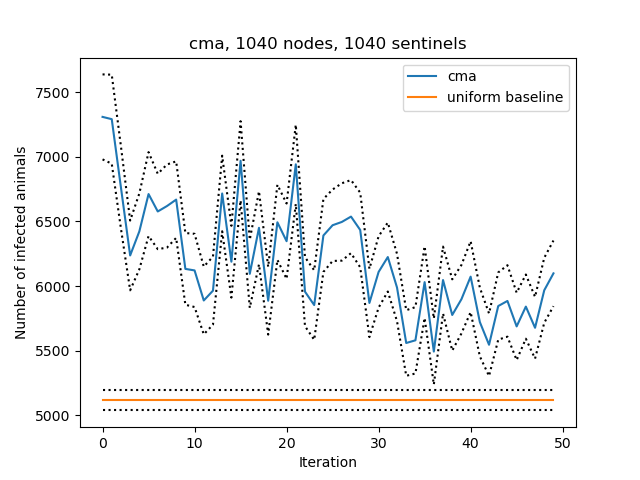 cma, 1040 nodes, 1040 sentinels
cma
uniform baseline
Number of infected animals
7500
7000
6500
6000
5500
5000
0 10 20 30 40 50
Iteration